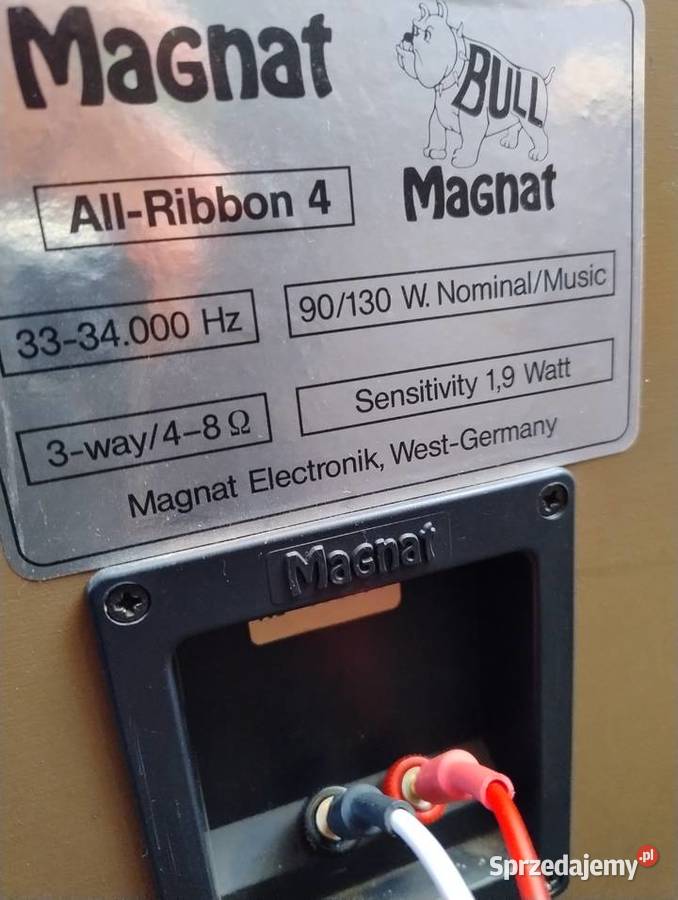 Magnat
BULL
Magnat
All-Ribbon 4
33-34.000 Hz
90/130 W. Nominal/Music
3-way/4-8 Ω
Sensitivity 1,9 Watt
Magnat Electronik, West-Germany
Magnat
Sprzedajemy.pl